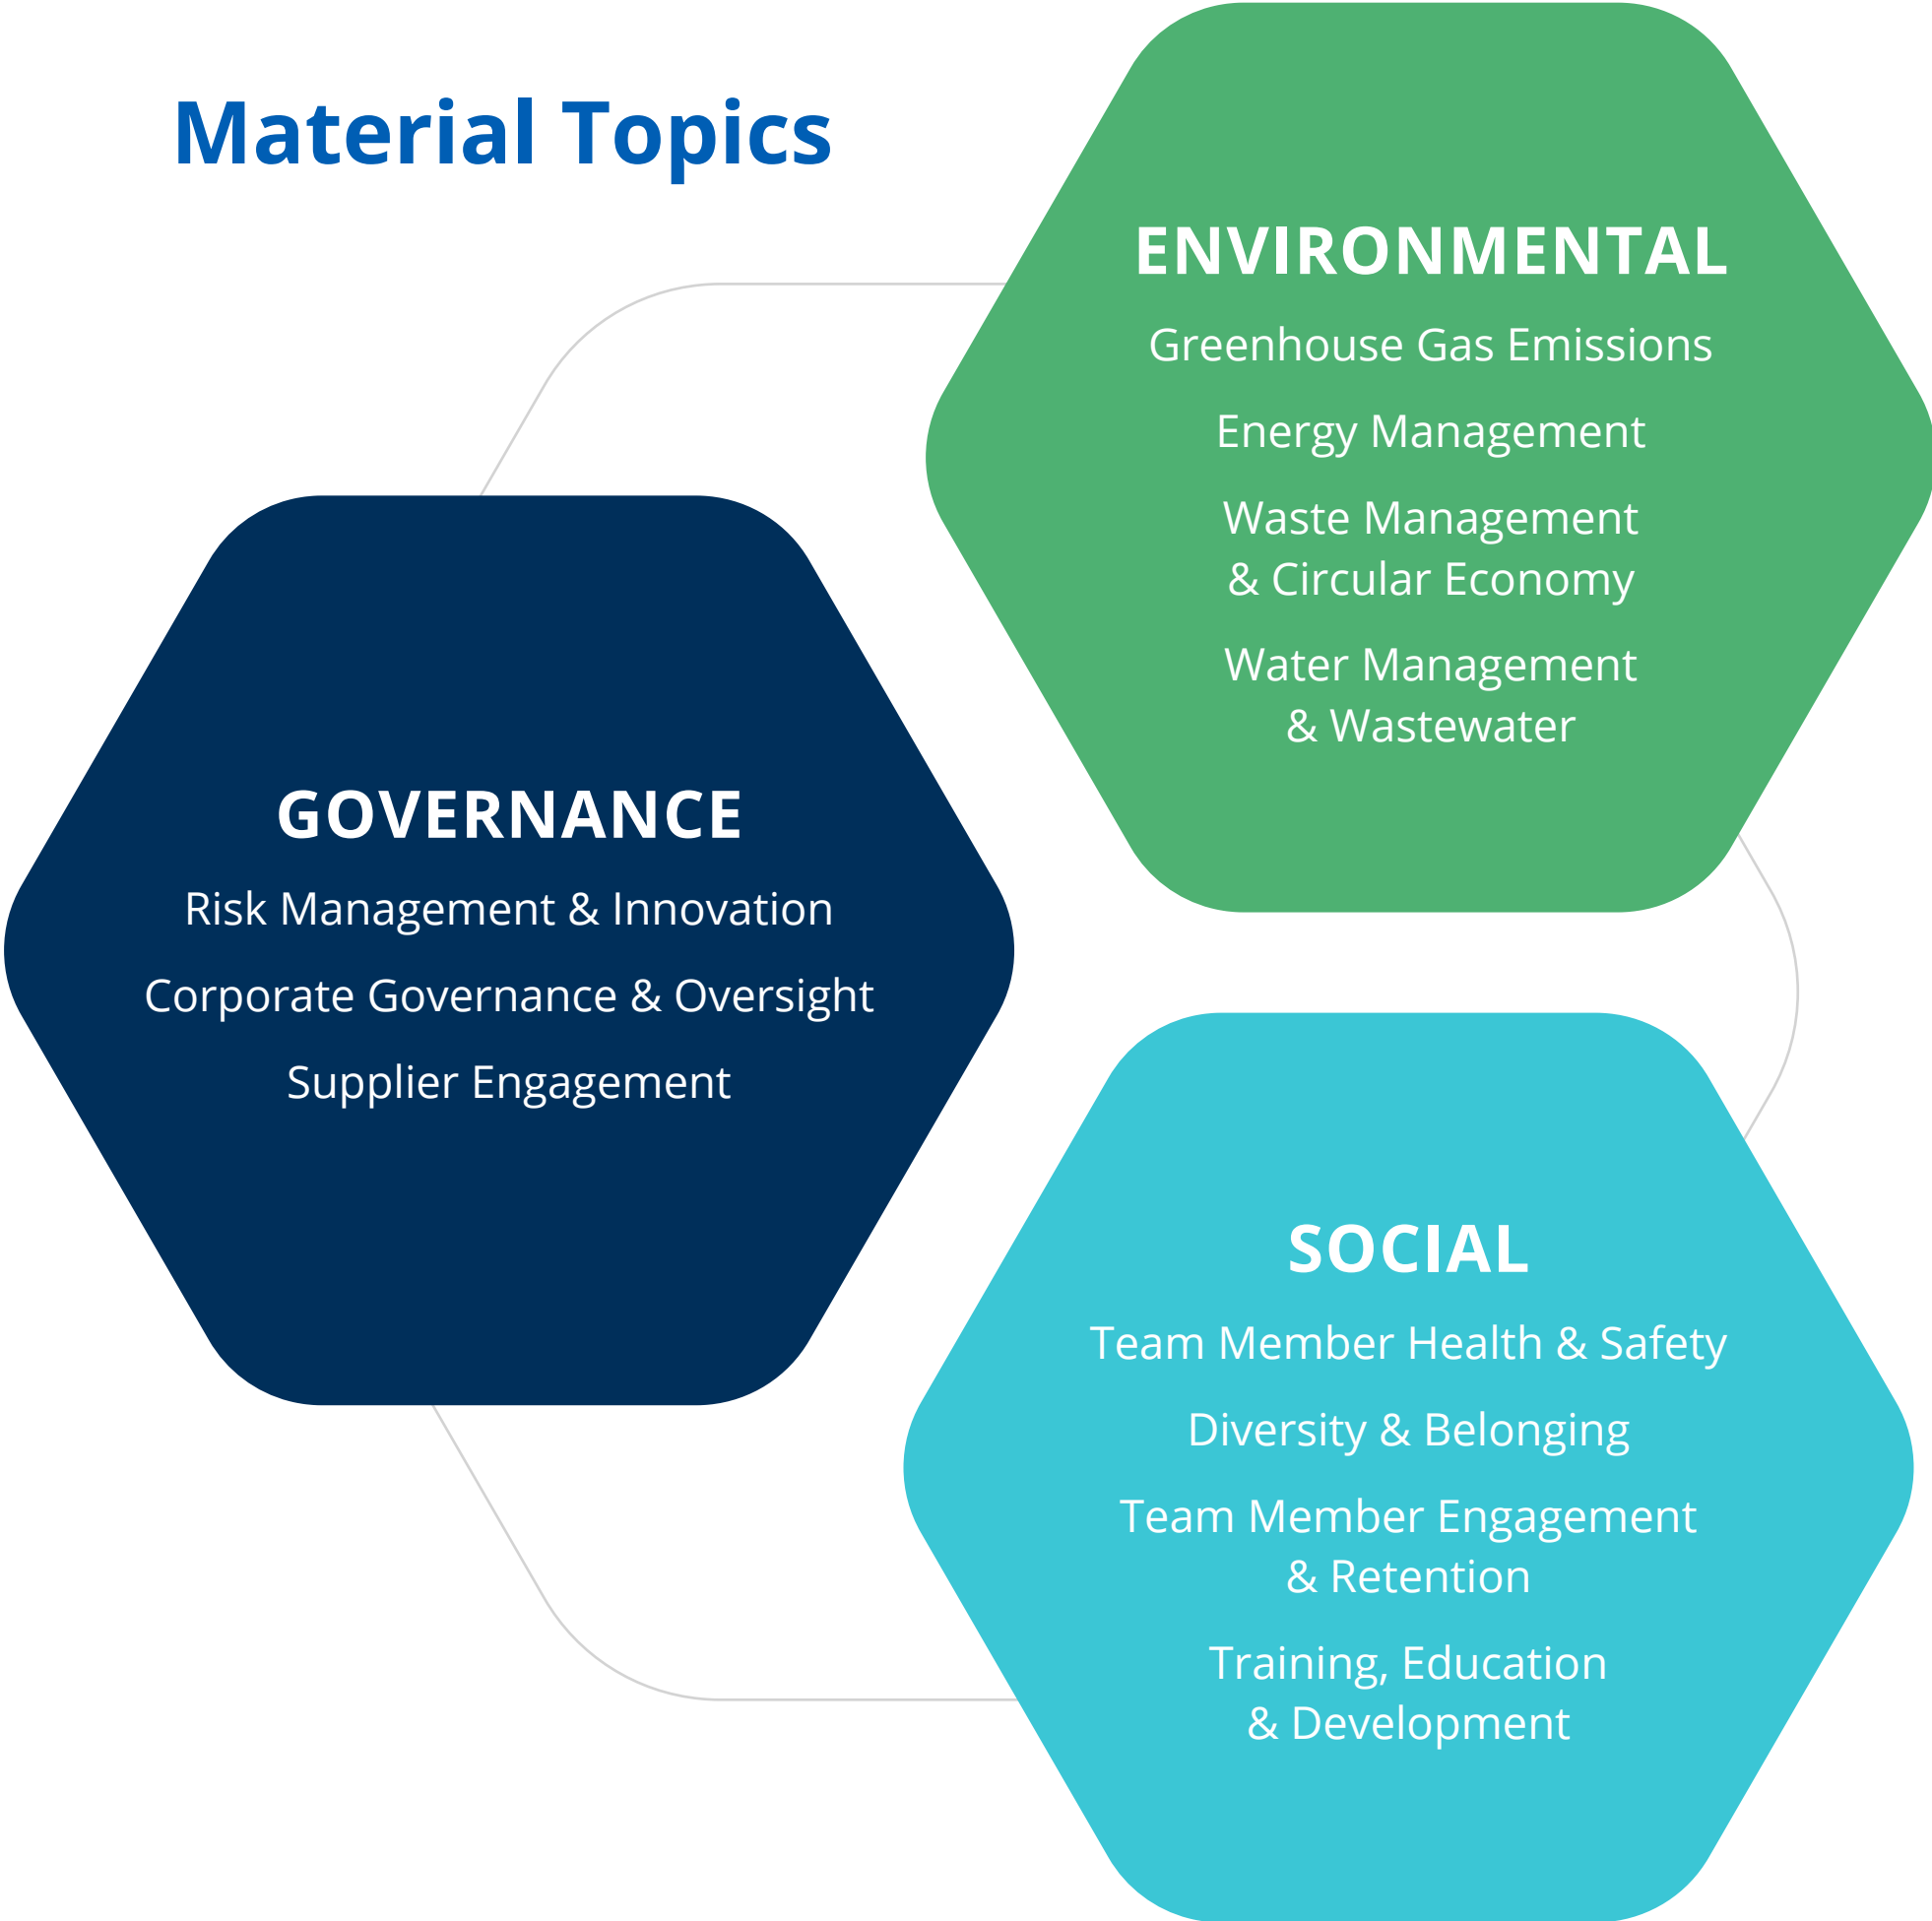 Material Topics
ENVIRONMENTAL
Greenhouse Gas Emissions
Energy Management
Waste Management
& Circular Economy
Water Management
& Wastewater
GOVERNANCE
Risk Management & Innovation
Corporate Governance & Oversight
Supplier Engagement
SOCIAL
Team Member Health & Safety
Diversity & Belonging
Team Member Engagement
& Retention
Training, Education
& Development